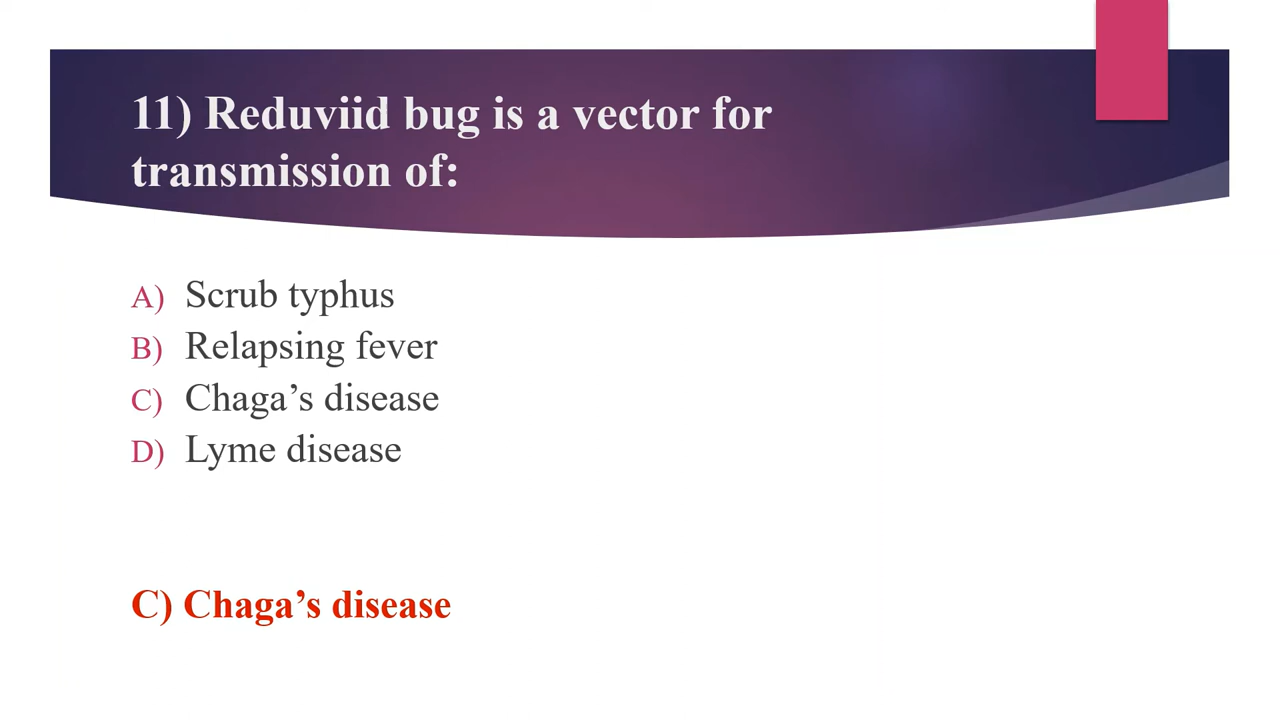 11) Reduviid bug is a vector for
transmission of:
A) Scrub typhus
B) Relapsing fever
C) Chaga’s disease
D) Lyme disease
C) Chaga’s disease